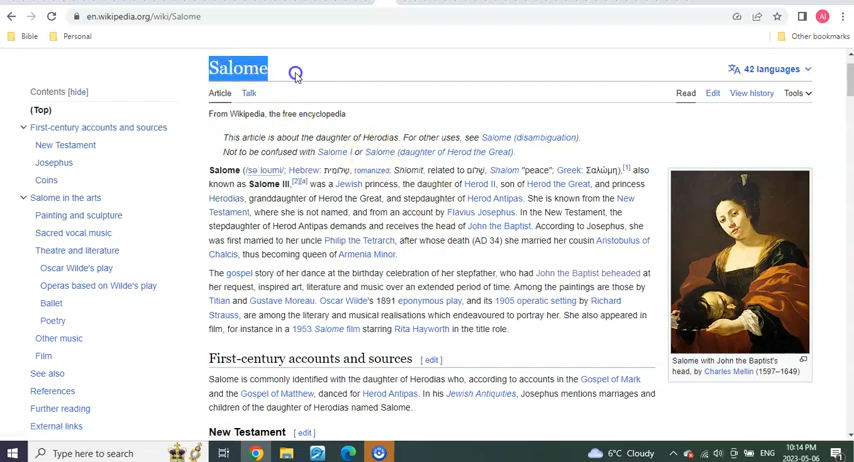 en.wikipedia.org/wiki/Salome
AI
Bible
Personal
Other bookmarks
Salome
42 languages
Contents [hide]
(Top)
First-century accounts and sources
New Testament
Josephus
Coins
Salome in the arts
Painting and sculpture
Sacred vocal music
Theatre and literature
Oscar Wilde's play
Operas based on Wilde's play
Ballet
Poetry
Other music
Film
See also
References
Further reading
External links
Article Talk
Read Edit View history Tools
From Wikipedia, the free encyclopedia
This article is about the daughter of Herodias. For other uses, see Salome (disambiguation).
Not to be confused with Salome I or Salome (daughter of Herod the Great).
Salome (/səˈloʊmi/; Hebrew: שְׁלוֹמִית, romanized: Shlomit, related to שָׁלוֹם, Shalom "peace"; Greek: Σαλώμη),[1] also
known as Salome III,[2][a] was a Jewish princess, the daughter of Herod II, son of Herod the Great, and princess
Herodias, granddaughter of Herod the Great, and stepdaughter of Herod Antipas. She is known from the New
Testament, where she is not named, and from an account by Flavius Josephus. In the New Testament, the
stepdaughter of Herod Antipas demands and receives the head of John the Baptist. According to Josephus, she
was first married to her uncle Philip the Tetrarch, after whose death (AD 34) she married her cousin Aristobulus of
Chalcis, thus becoming queen of Armenia Minor.
The gospel story of her dance at the birthday celebration of her stepfather, who had John the Baptist beheaded at
her request, inspired art, literature and music over an extended period of time. Among the paintings are those by
Titian and Gustave Moreau. Oscar Wilde's 1891 eponymous play, and its 1905 operatic setting by Richard
Strauss, are among the literary and musical realisations which endeavoured to portray her. She also appeared in
film, for instance in a 1953 Salome film starring Rita Hayworth in the title role.
Salome with John the Baptist's
head, by Charles Mellin (1597–1649)
First-century accounts and sources [ edit ]
Salome is commonly identified with the daughter of Herodias who, according to accounts in the Gospel of Mark
and the Gospel of Matthew, danced for Herod Antipas. In his Jewish Antiquities, Josephus mentions marriages and
children of the daughter of Herodias named Salome.
New Testament [ edit ]
Type here to search
6°C Cloudy
ENG
10:14 PM
2023-05-06